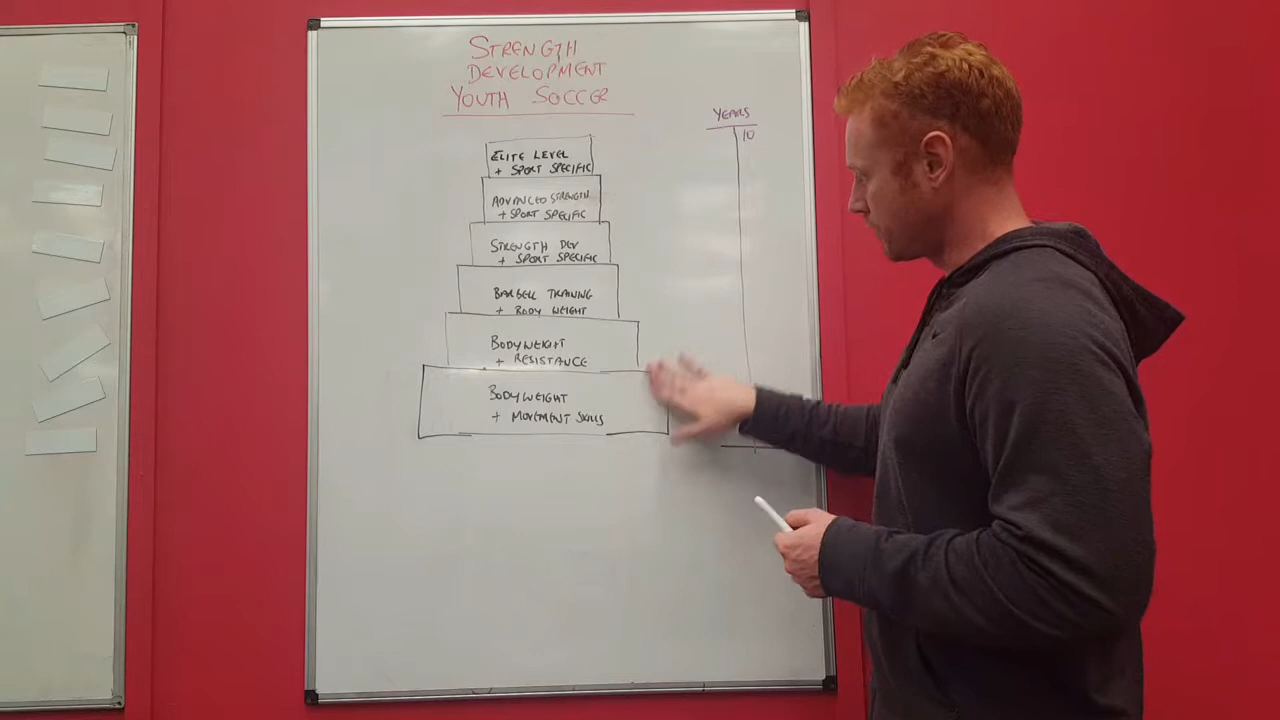 STRENGTH
DEVELOPMENT
YOUTH SOCCER
YEARS
10
ELITE LEVEL
+ SPORT SPECIFIC
ADVANCED STRENGTH
+ SPORT SPECIFIC
STRENGTH DEV
+ SPORT SPECIFIC
BARBELL TRAINING
+ BODY WEIGHT
BODYWEIGHT
+ RESISTANCE
BODYWEIGHT
+ MOVEMENT SKILLS